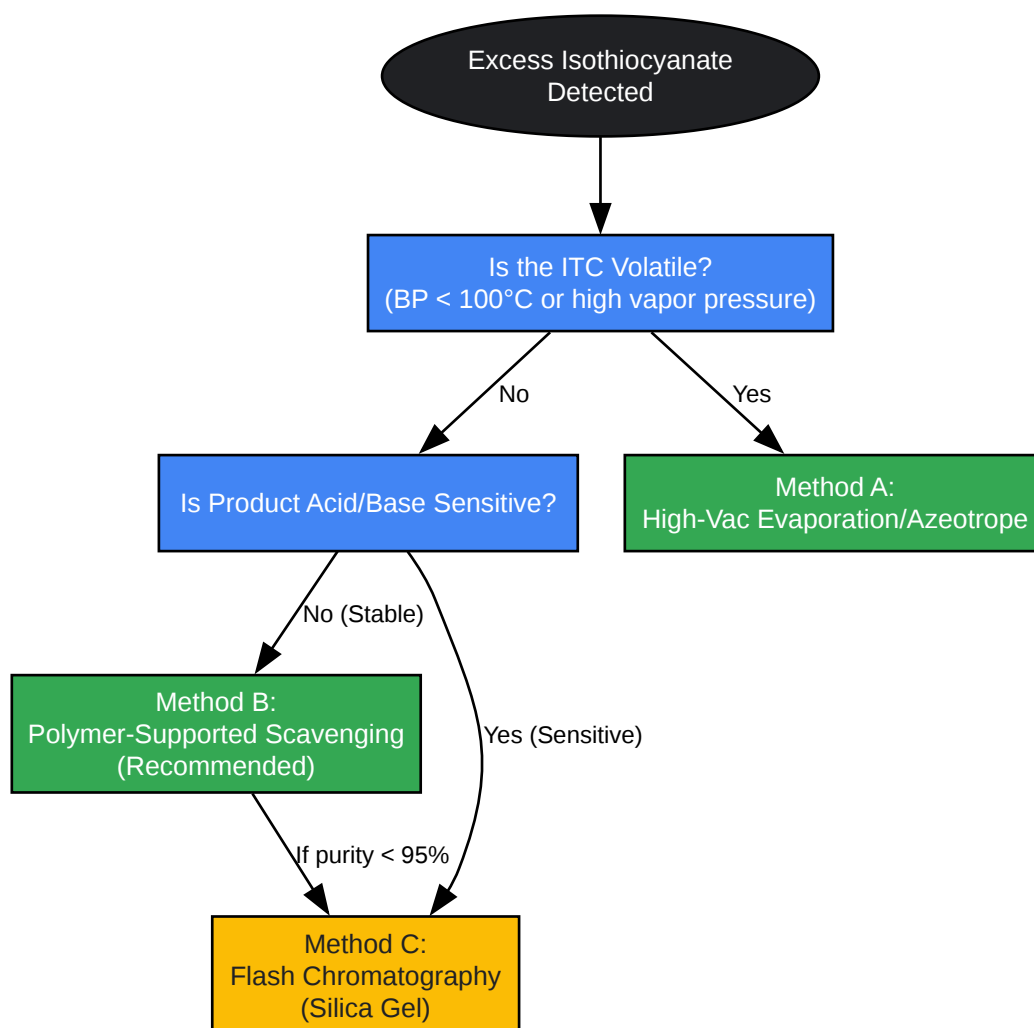 Excess Isothiocyanate
Detected
Is the ITC Volatile?
(BP < 100°C or high vapor pressure)
No
Yes
Is Product Acid/Base Sensitive?
Method A:
High-Vac Evaporation/Azeotrope
No (Stable)
Yes (Sensitive)
Method B:
Polymer-Supported Scavenging
(Recommended)
If purity < 95%
Method C:
Flash Chromatography
(Silica Gel)